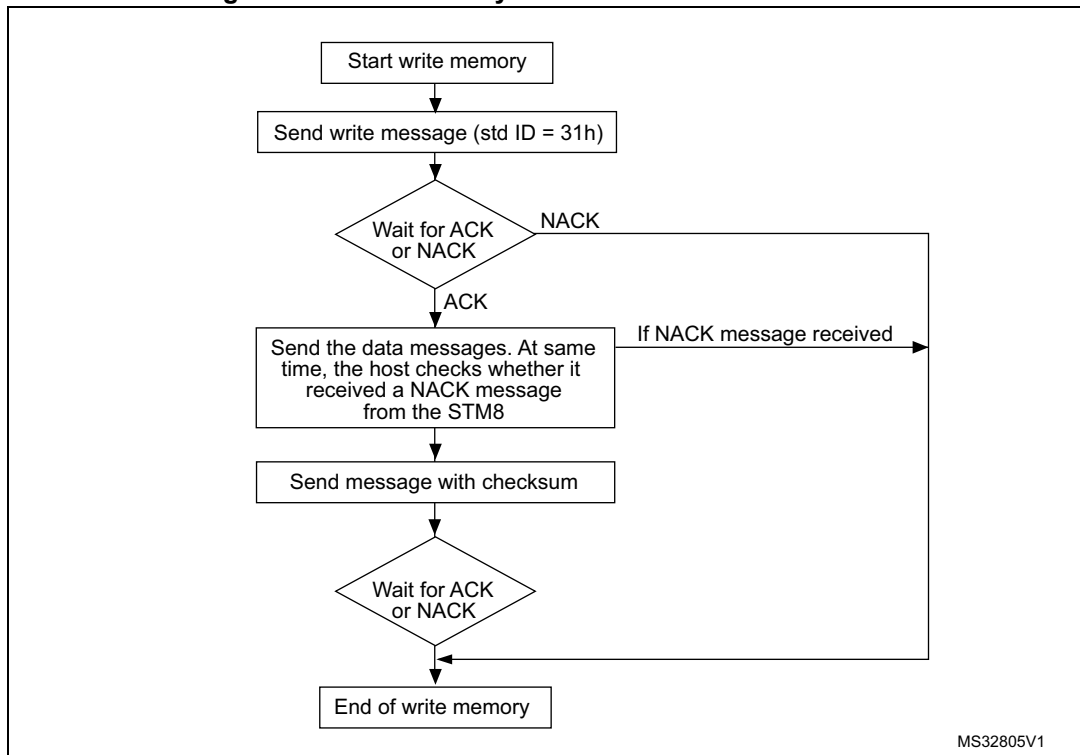 Start write memory
Send write message (std ID = 31h)
Wait for ACK
or NACK
NACK
ACK
Send the data messages. At same
time, the host checks whether it
received a NACK message
from the STM8
If NACK message received
Send message with checksum
Wait for ACK
or NACK
End of write memory
MS32805V1